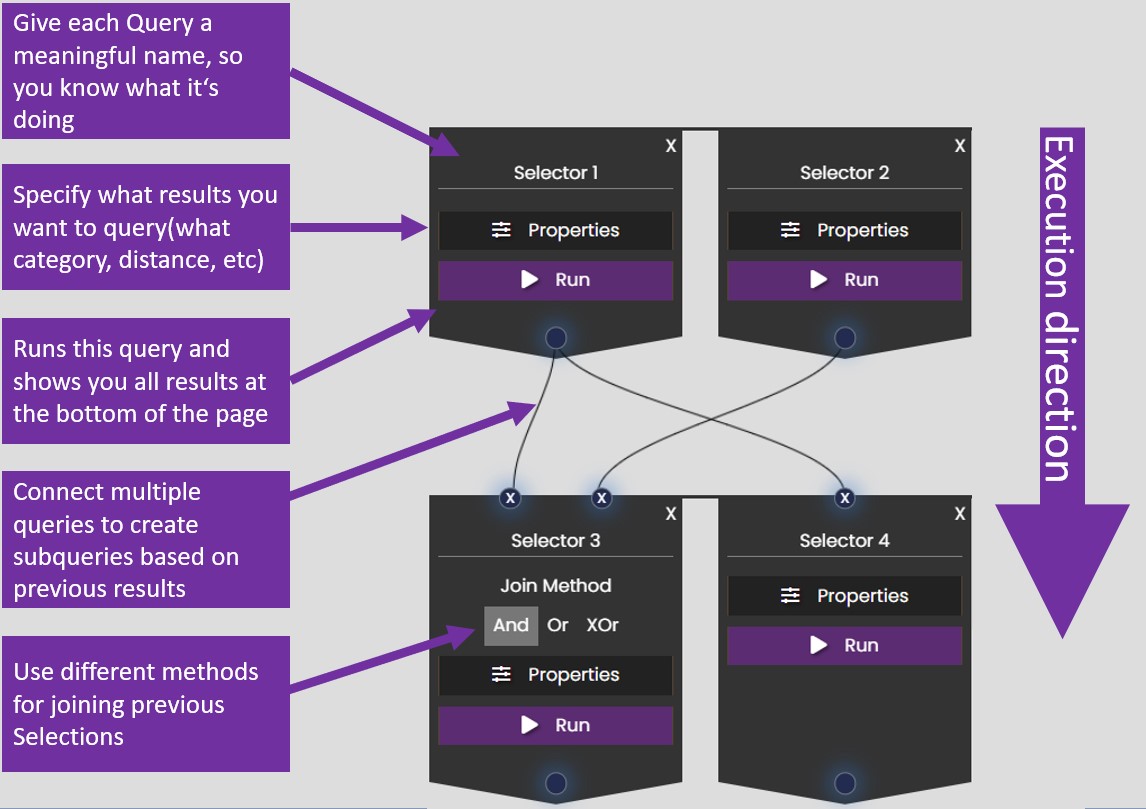 Give each Query a
meaningful name, so
you know what it‘s
doing
Specify what results you
want to query(what
category, distance, etc)
Runs this query and
shows you all results at
the bottom of the page
Connect multiple
queries to create
subqueries based on
previous results
Use different methods
for joining previous
Selections
X
Selector 1
Properties
Run
X
Selector 2
Properties
Run
X
X
X
X
Selector 3
Join Method
And Or XOr
Properties
Run
X
Selector 4
Properties
Run
Execution direction